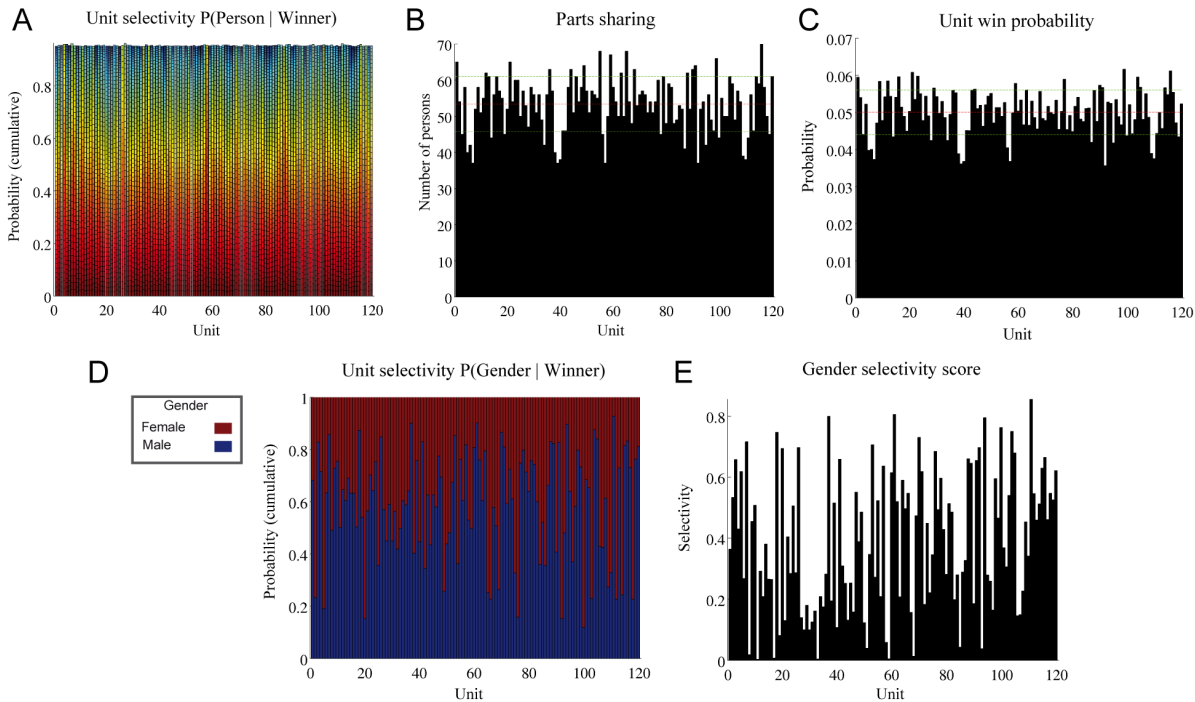 A
Unit selectivity P(Person | Winner)
Probability (cumulative)
0.8
0.6
0.4
0.2
0
0 20 40 60 80 100 120
Unit
B
Parts sharing
Number of persons
70
60
50
40
30
20
10
0
0 20 40 60 80 100 120
Unit
C
Unit win probability
Probability
0.07
0.06
0.05
0.04
0.03
0.02
0.01
0
0 20 40 60 80 100 120
Unit
D
Unit selectivity P(Gender | Winner)
Gender
Female
Male
Probability (cumulative)
1
0.8
0.6
0.4
0.2
0
0 20 40 60 80 100 120
Unit
E
Gender selectivity score
Selectivity
0.8
0.6
0.4
0.2
0
0 20 40 60 80 100 120
Unit